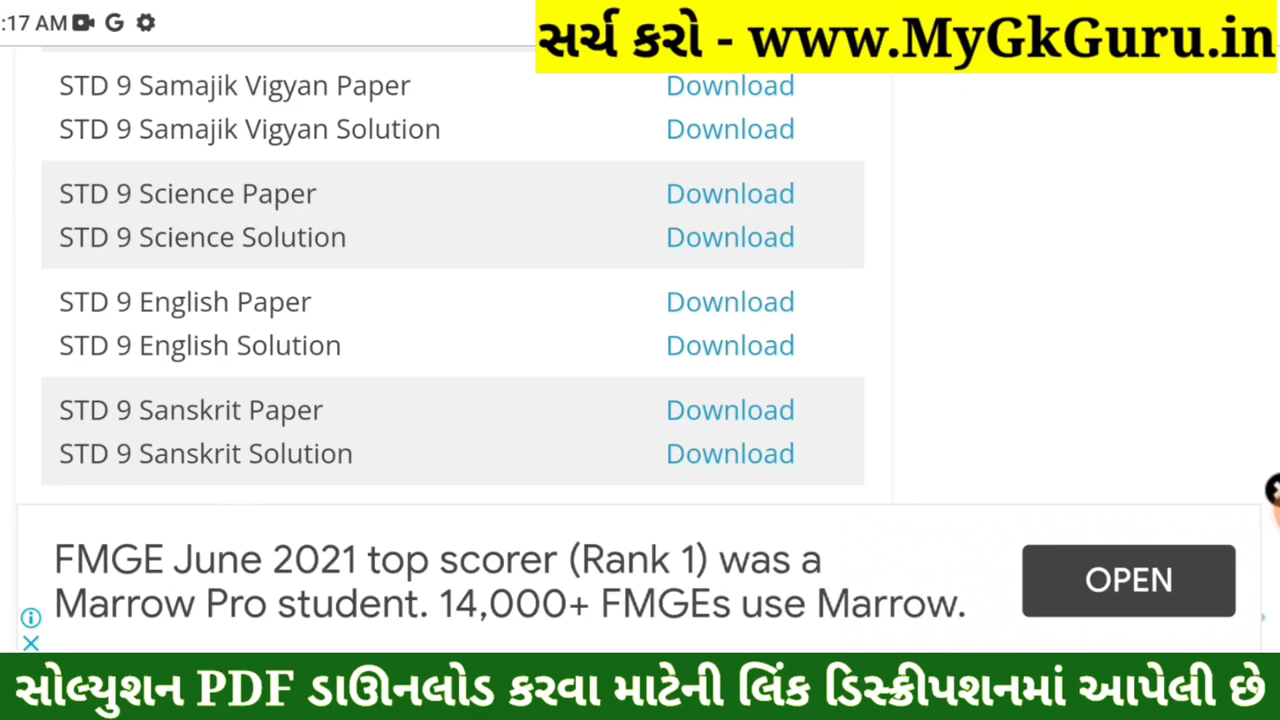 :17 AM
સર્ચ કરો - www.MyGkGuru.in
STD 9 Samajik Vigyan Paper Download
STD 9 Samajik Vigyan Solution Download
STD 9 Science Paper Download
STD 9 Science Solution Download
STD 9 English Paper Download
STD 9 English Solution Download
STD 9 Sanskrit Paper Download
STD 9 Sanskrit Solution Download
FMGE June 2021 top scorer (Rank 1) was a
Marrow Pro student. 14,000+ FMGEs use Marrow.
OPEN
સોલ્યુશન PDF ડાઊનલોડ કરવા માટેની લિંક ડિસ્ક્રીપશનમાં આપેલી છે